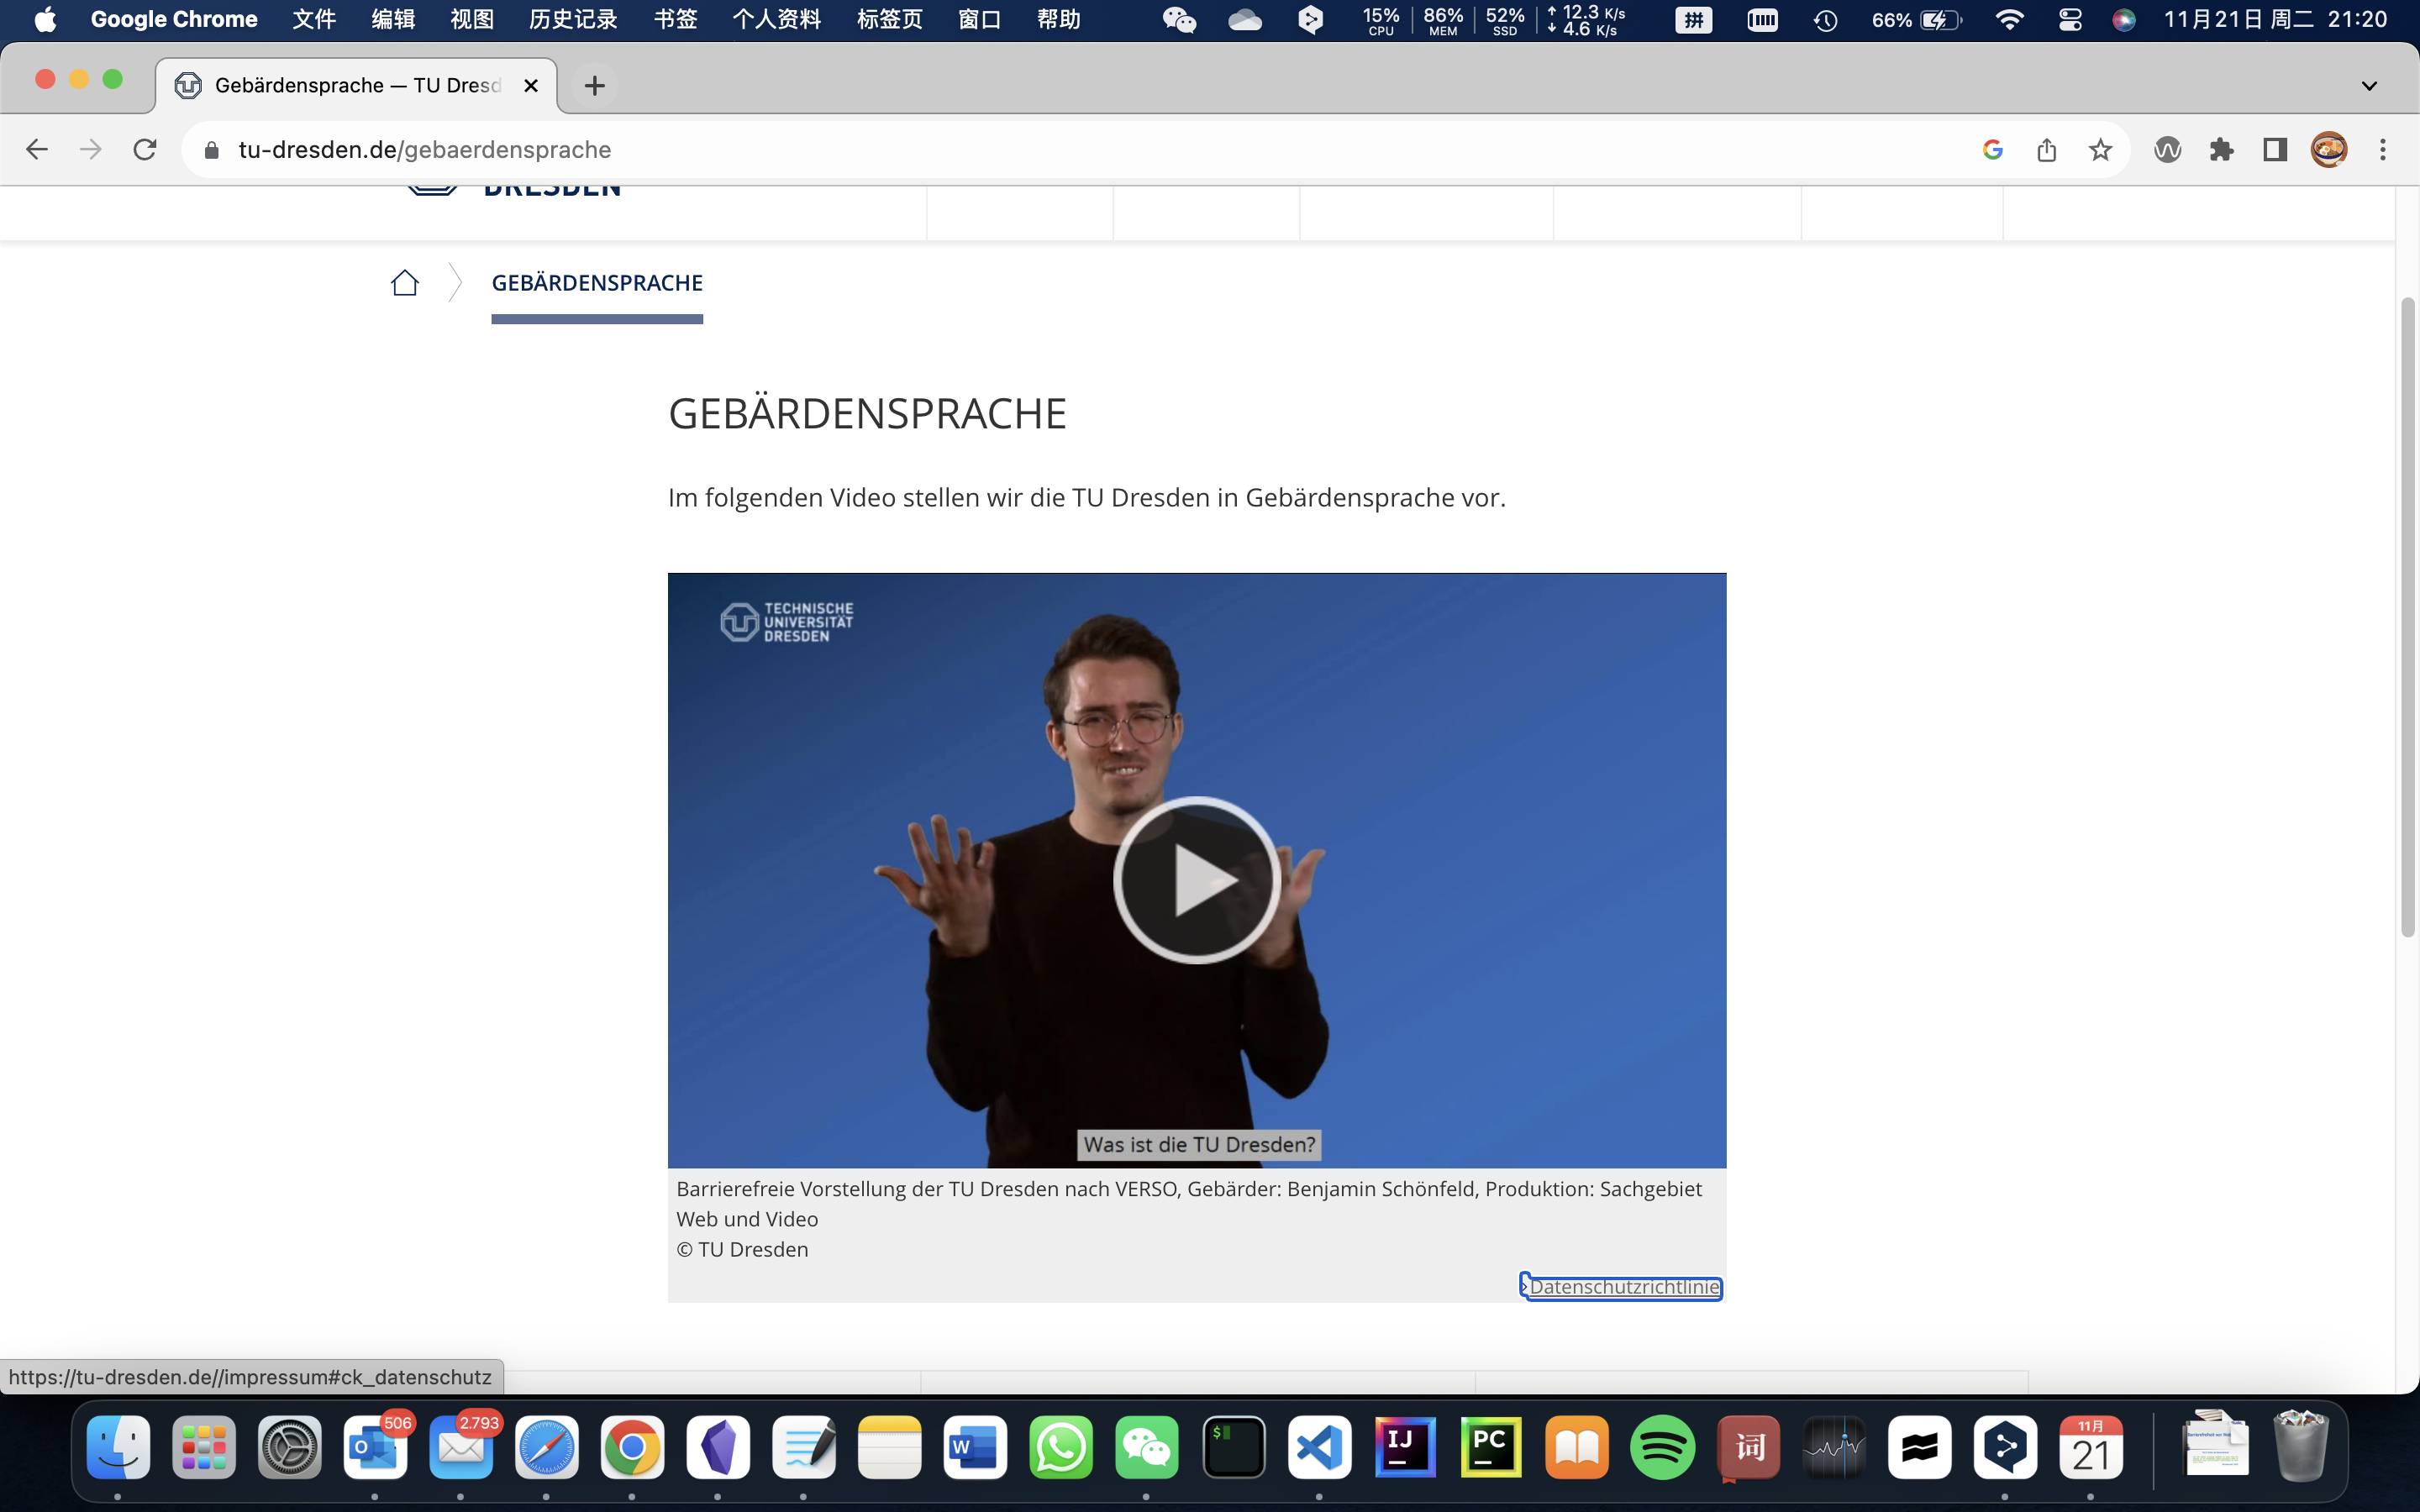 Google Chrome 文件 编辑 视图 历史记录 书签 个人资料 标签页 窗口 帮助 15% CPU 86% MEM 52% SSD ↑ 12.3 K/s ↓ 4.6 K/s 拼 66% 11月21日 周二 21:20
Gebärdensprache — TU Dresd
tu-dresden.de/gebaerdensprache
DRESDEN
GEBÄRDENSPRACHE
GEBÄRDENSPRACHE
Im folgenden Video stellen wir die TU Dresden in Gebärdensprache vor.
TECHNISCHE
UNIVERSITÄT
DRESDEN
Was ist die TU Dresden?
Barrierefreie Vorstellung der TU Dresden nach VERSO, Gebärder: Benjamin Schönfeld, Produktion: Sachgebiet
Web und Video
© TU Dresden
Datenschutzrichtlinie
https://tu-dresden.de//impressum#ck_datenschutz
506 2.793 W $ IJ PC 词 11月 21